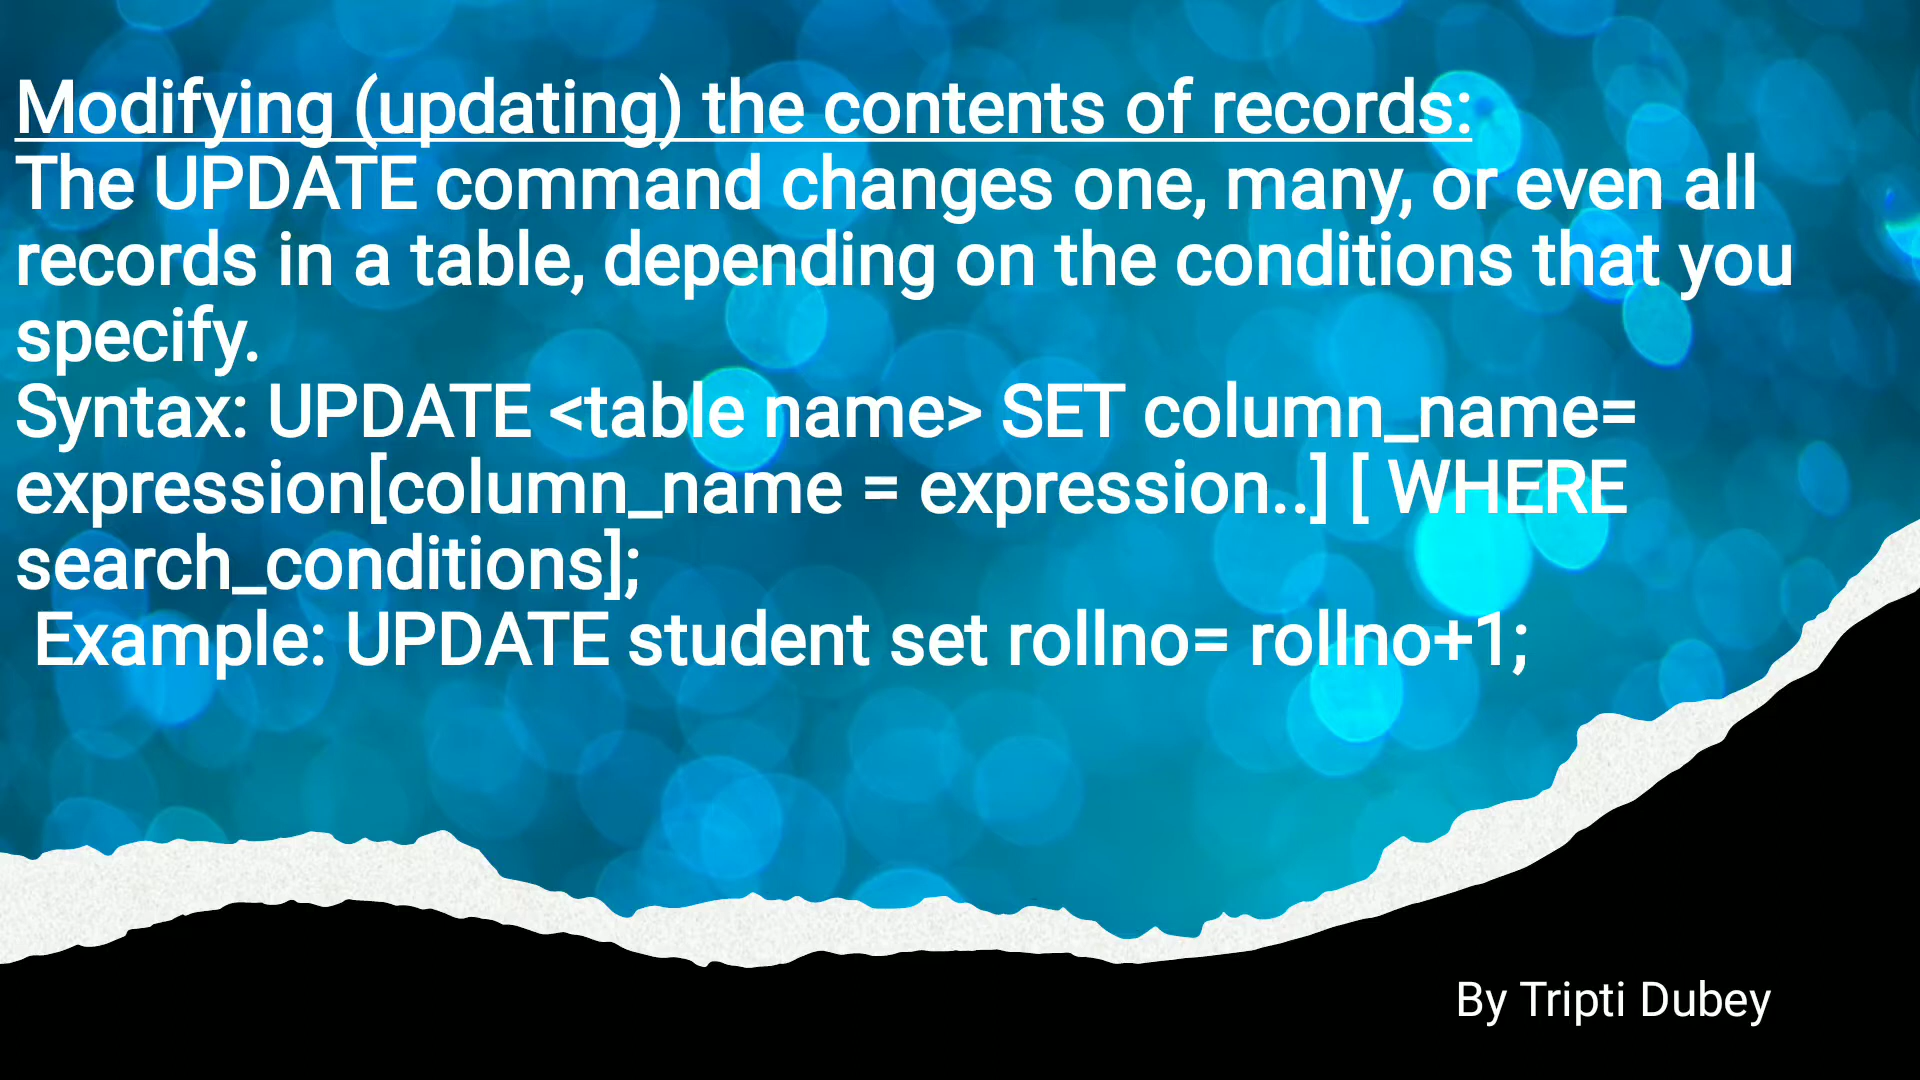 Modifying (updating) the contents of records:
The UPDATE command changes one, many, or even all
records in a table, depending on the conditions that you
specify.
Syntax: UPDATE <table name> SET column_name=
expression[column_name = expression..] [ WHERE
search_conditions];
Example: UPDATE student set rollno= rollno+1;
By Tripti Dubey